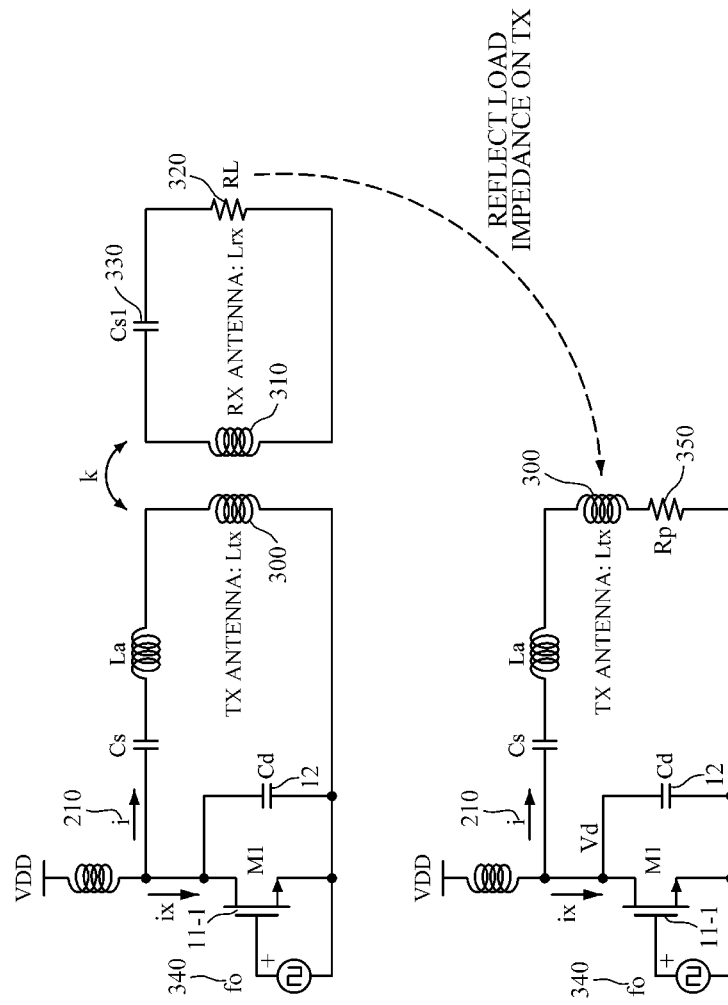 VDD
210
i
ix
Cs
La
k
Cs1
330
320
RL
RX ANTENNA: Lrx
310
TX ANTENNA: Ltx
300
Cd
12
M1
11-1
340
fo
+
REFLECT LOAD
IMPEDANCE ON TX
VDD
210
i
ix
Vd
Cs
La
300
TX ANTENNA: Ltx
Rp
350
Cd
12
M1
11-1
340
fo
+